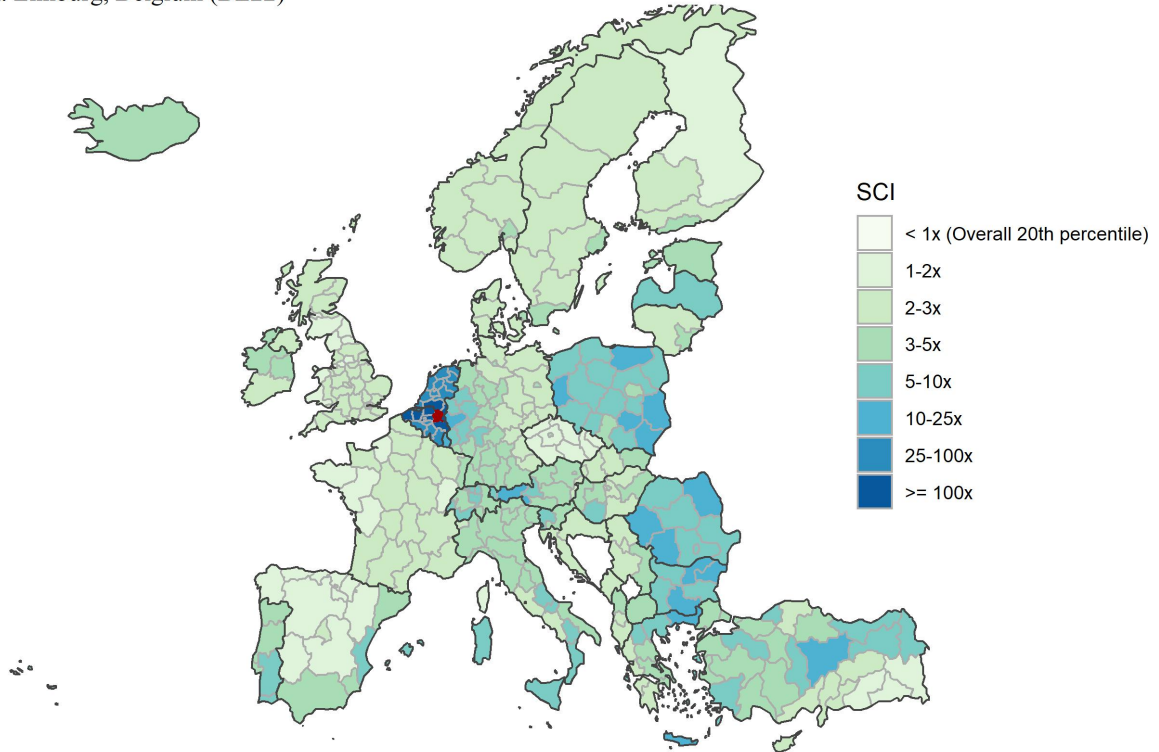 Limburg, Belgium
SCI
< 1x (Overall 20th percentile)
1-2x
2-3x
3-5x
5-10x
10-25x
25-100x
>= 100x